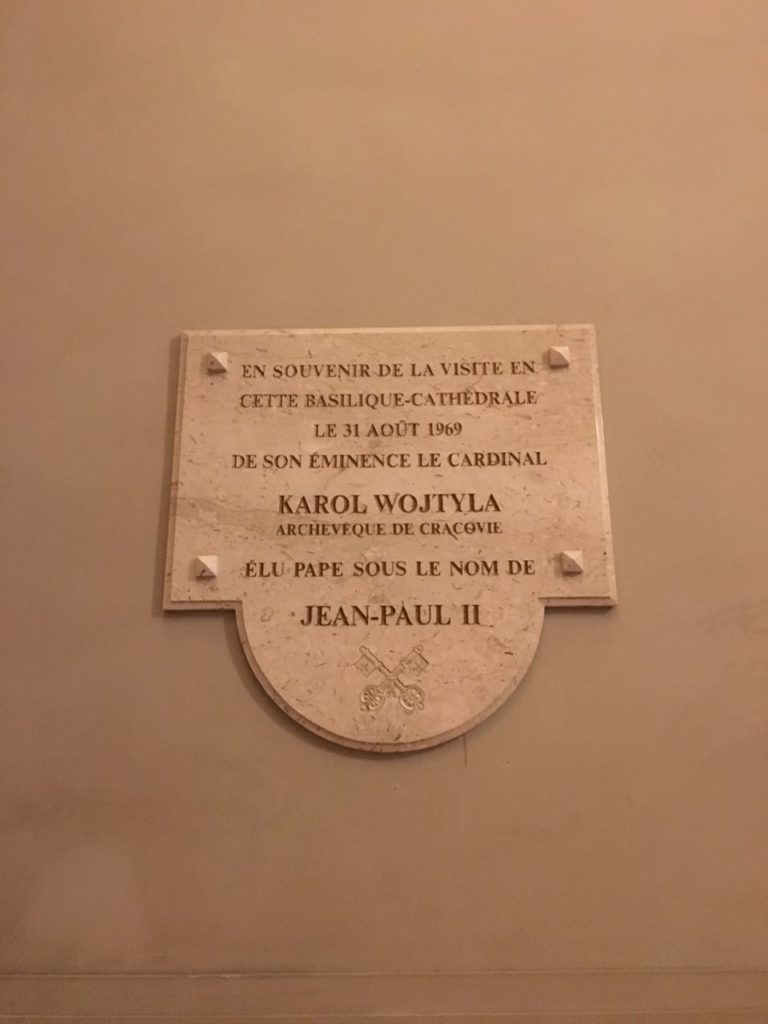 EN SOUVENIR DE LA VISITE EN
CETTE BASILIQUE-CATHÉDRALE
LE 31 AOÛT 1969
DE SON ÉMINENCE LE CARDINAL
KAROL WOJTYLA
ARCHEVÊQUE DE CRACOVIE
ÉLU PAPE SOUS LE NOM DE
JEAN-PAUL II